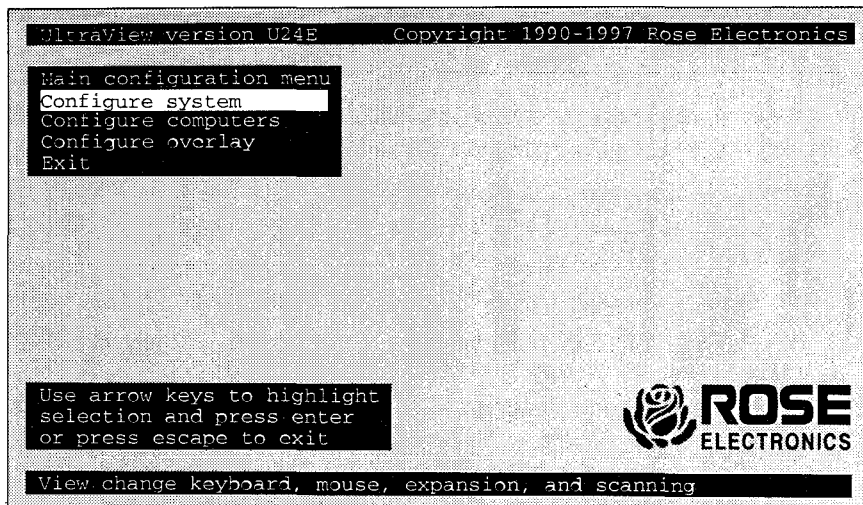 UltraView version U24E Copyright 1990-1997 Rose Electronics
Main configuration menu
Configure system
Configure computers
Configure overlay
Exit
Use arrow keys to highlight
selection and press enter
or press escape to exit
ROSE
ELECTRONICS
View change keyboard, mouse, expansion, and scanning